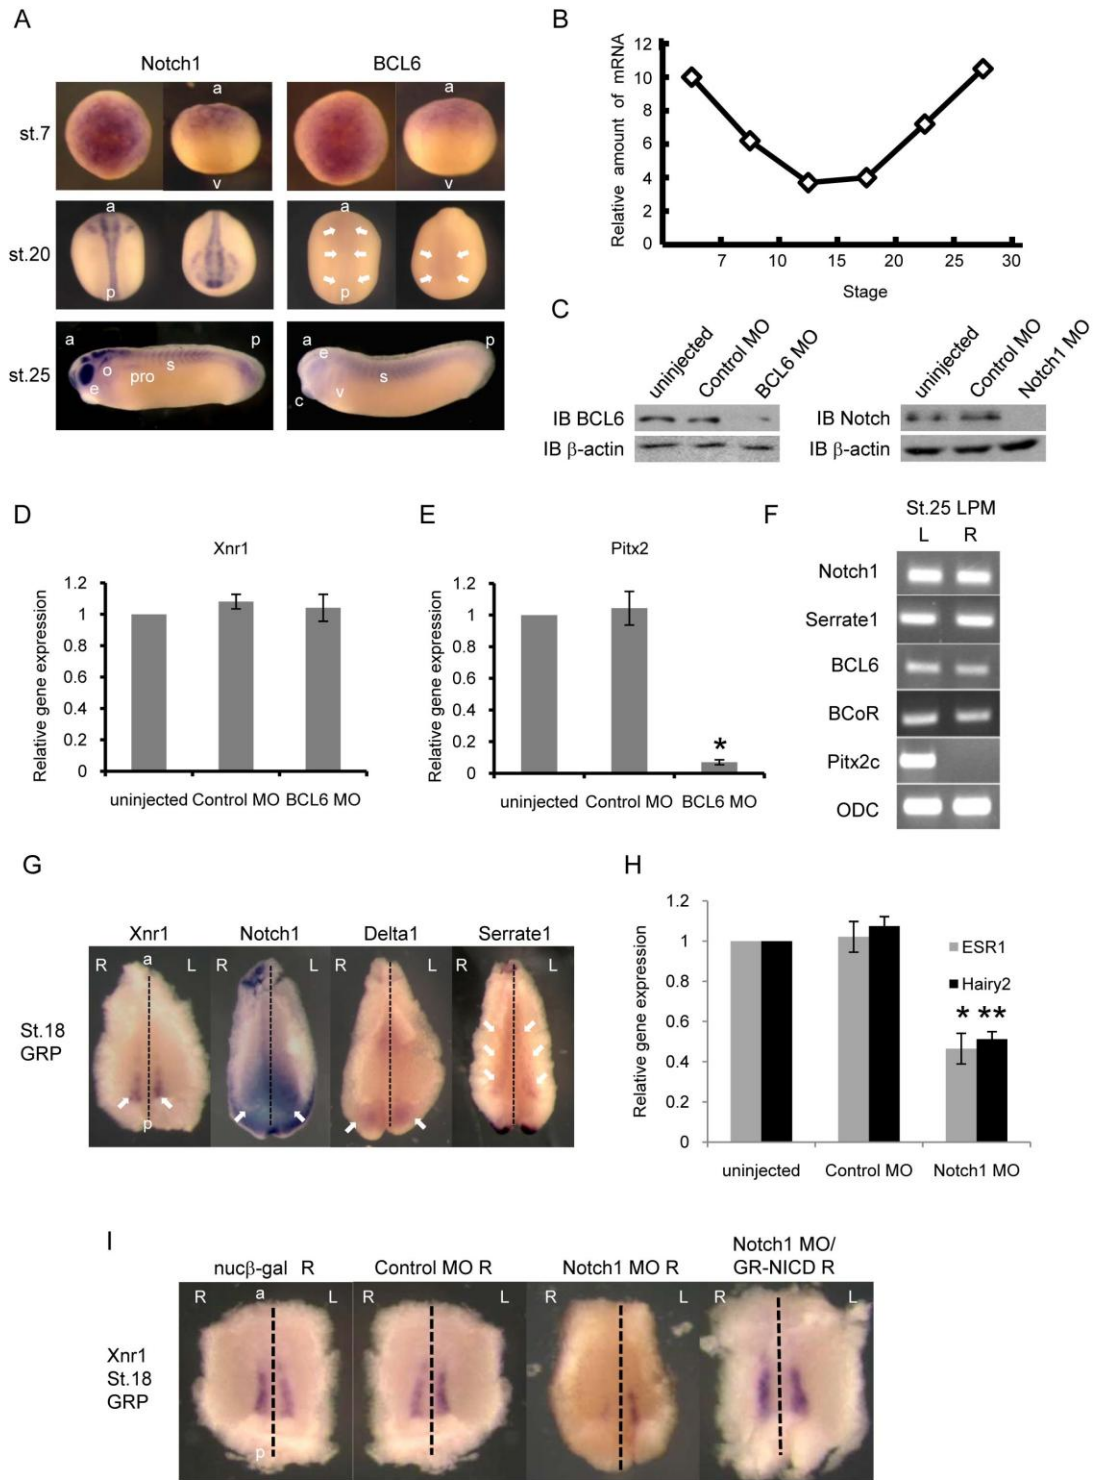 A
Notch1 BCL6
a a
st.7
v v
a a
st.20
p p
a p a p
st.25
e o pro s
c e v s
B
Relative amount of mRNA
12
10
8
6
4
2
0
7 10 15 20 25 30
Stage
C
uninjected Control MO BCL6 MO
IB BCL6
IB β-actin
uninjected Control MO Notch1 MO
IB Notch
IB β-actin
D
Xnr1
Relative gene expression
1.2
1
0.8
0.6
0.4
0.2
0
uninjected Control MO BCL6 MO
E
Pitx2
Relative gene expression
1.2
1
0.8
0.6
0.4
0.2
0
*
uninjected Control MO BCL6 MO
F
St.25 LPM
L R
Notch1
Serrate1
BCL6
BCoR
Pitx2c
ODC
G
Xnr1 Notch1 Delta1 Serrate1
R a L R L R L R L
St.18
GRP
p
H
Relative gene expression
1.2
1
0.8
0.6
0.4
0.2
0
ESR1
Hairy2
* **
uninjected Control MO Notch1 MO
I
nucβ-gal R Control MO R Notch1 MO R Notch1 MO/
GR-NICD R
R a L R L R L R L
Xnr1
St.18
GRP
p